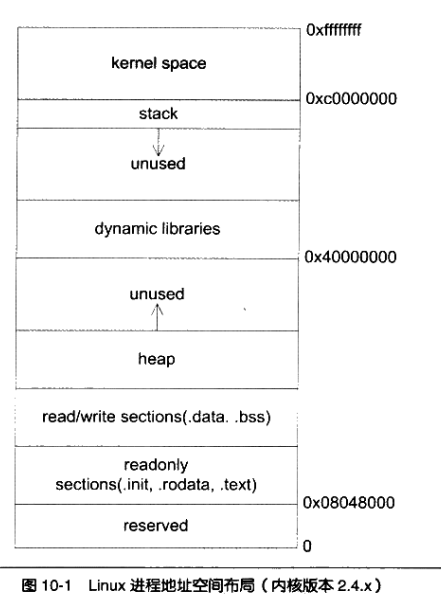 0xffffffff
kernel space
0xc0000000
stack
unused
dynamic libraries
0x40000000
unused
heap
read/write sections(.data. .bss)
readonly
sections(.init, .rodata, .text)
0x08048000
reserved
0
图 10-1 Linux 进程地址空间布局（内核版本 2.4.x）